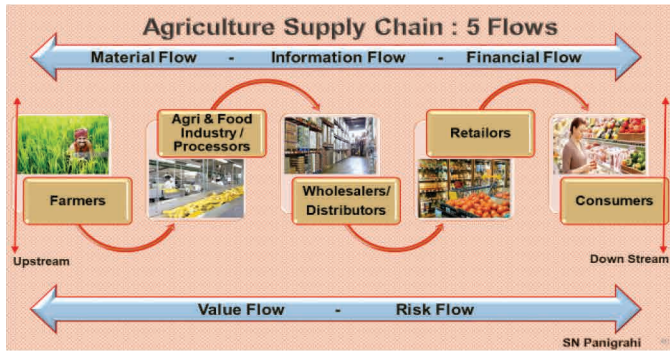 Agriculture Supply Chain : 5 Flows
Material Flow - Information Flow - Financial Flow
Agri & Food
Industry /
Processors
Retailors
Farmers
Wholesalers/
Distributors
Consumers
Upstream
Down Stream
Value Flow - Risk Flow
SN Panigrahi